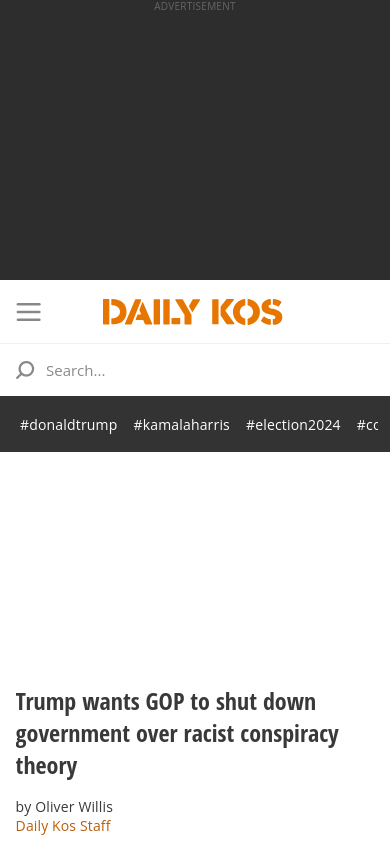 ADVERTISEMENT
DAILY KOS
Search...
#donaldtrump #kamalaharris #election2024
Trump wants GOP to shut down
government over racist conspiracy
theory
by Oliver Willis
Daily Kos Staff